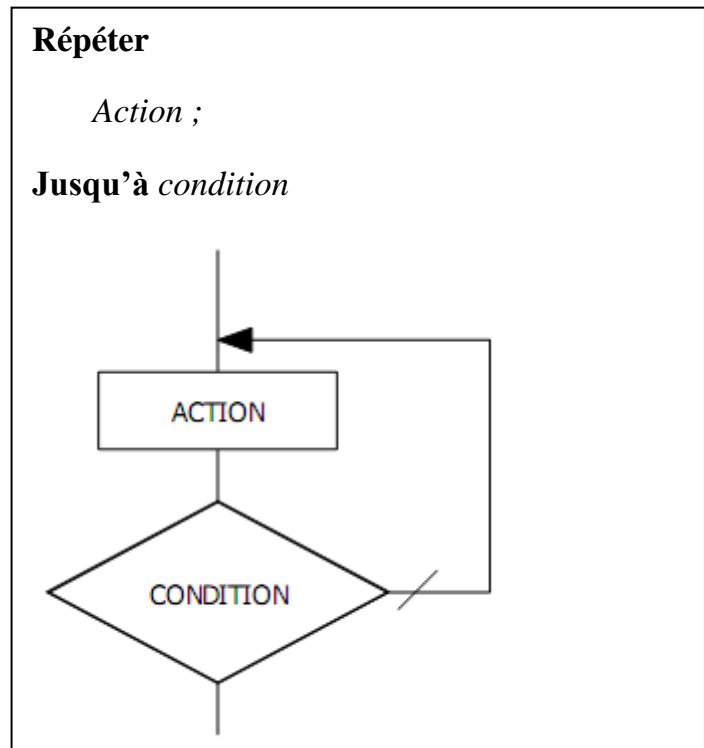 Répéter
Action ;
Jusqu’à condition
ACTION
CONDITION